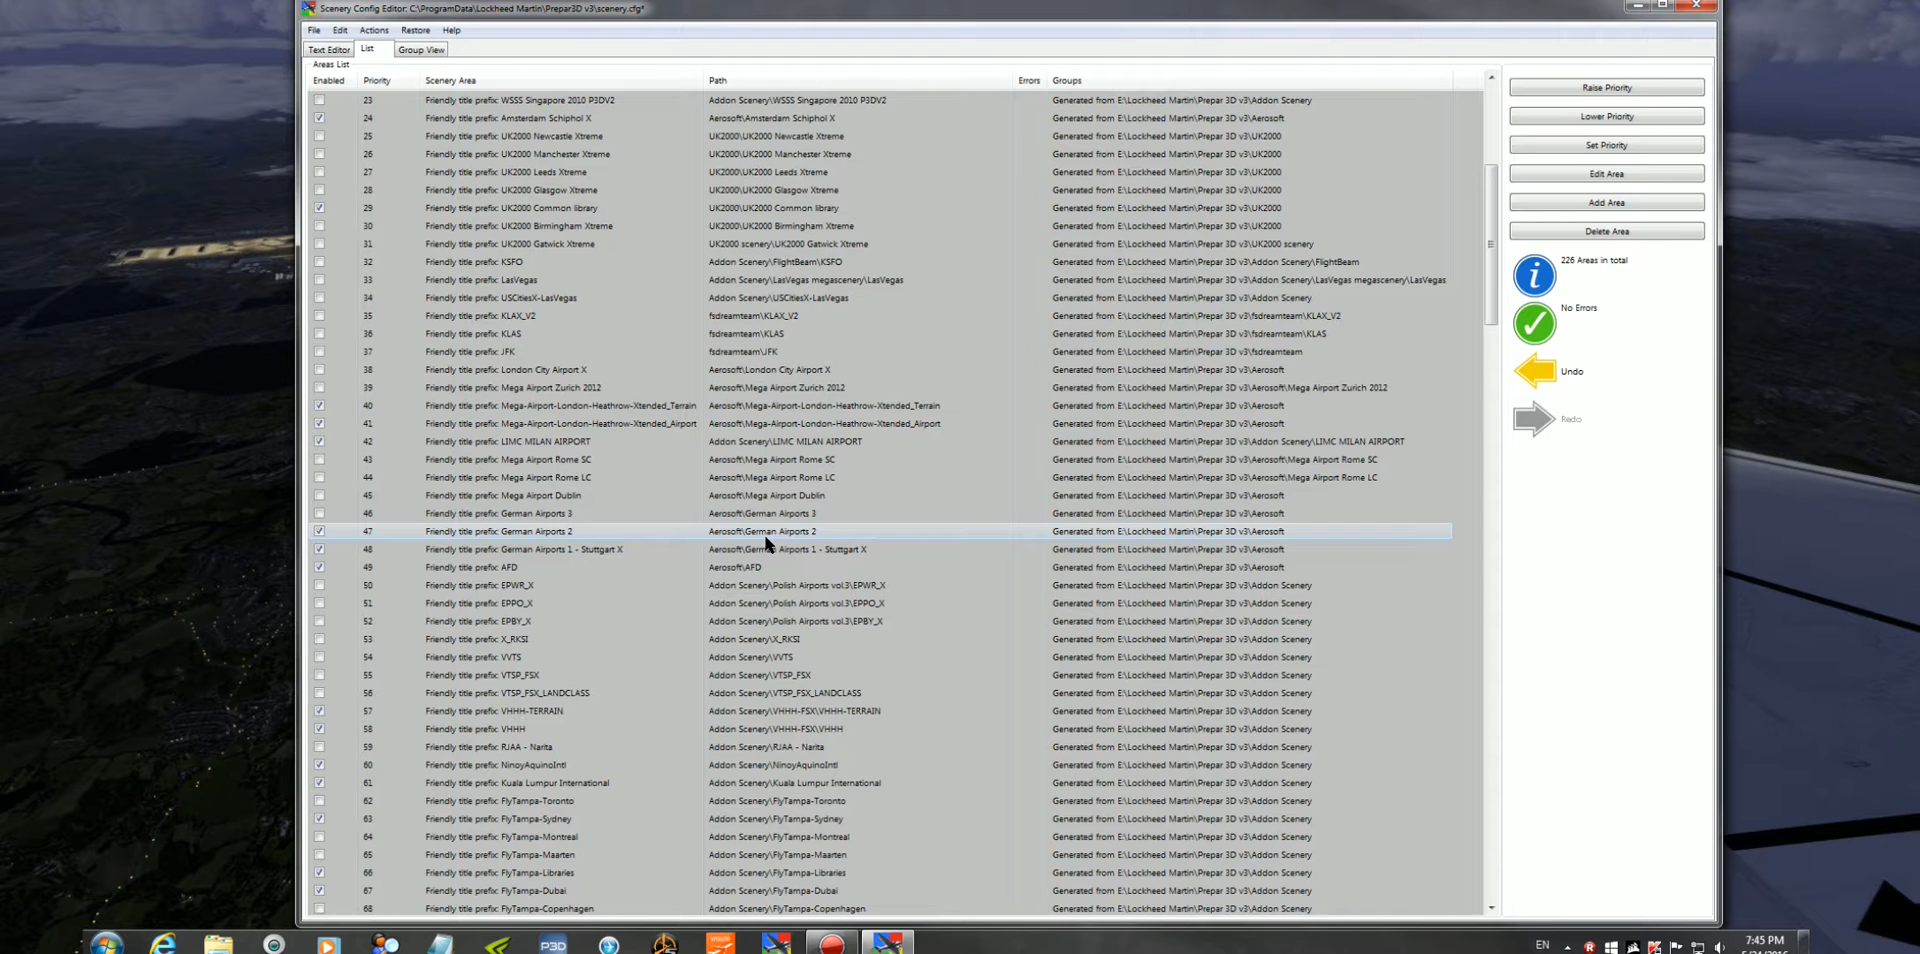 Scenery Config Editor: C:\ProgramData\Lockheed Martin\Prepar3D v3\scenery.cfg*
File Edit Actions Restore Help
Text Editor List Group View
Areas List
Enabled Priority Scenery Area Path Errors Groups
23 Friendly title prefix: WSSS Singapore 2010 P3DV2 Addon Scenery\WSSS Singapore 2010 P3DV2 Generated from E:\Lockheed Martin\Prepar 3D v3\Addon Scenery
24 Friendly title prefix: Amsterdam Schiphol X Aerosoft\Amsterdam Schiphol X Generated from E:\Lockheed Martin\Prepar 3D v3\Aerosoft
25 Friendly title prefix: UK2000 Newcastle Xtreme UK2000\UK2000 Newcastle Xtreme Generated from E:\Lockheed Martin\Prepar 3D v3\UK2000
26 Friendly title prefix: UK2000 Manchester Xtreme UK2000\UK2000 Manchester Xtreme Generated from E:\Lockheed Martin\Prepar 3D v3\UK2000
27 Friendly title prefix: UK2000 Leeds Xtreme UK2000\UK2000 Leeds Xtreme Generated from E:\Lockheed Martin\Prepar 3D v3\UK2000
28 Friendly title prefix: UK2000 Glasgow Xtreme UK2000\UK2000 Glasgow Xtreme Generated from E:\Lockheed Martin\Prepar 3D v3\UK2000
29 Friendly title prefix: UK2000 Common library UK2000\UK2000 Common library Generated from E:\Lockheed Martin\Prepar 3D v3\UK2000
30 Friendly title prefix: UK2000 Birmingham Xtreme UK2000\UK2000 Birmingham Xtreme Generated from E:\Lockheed Martin\Prepar 3D v3\UK2000
31 Friendly title prefix: UK2000 Gatwick Xtreme UK2000 scenery\UK2000 Gatwick Xtreme Generated from E:\Lockheed Martin\Prepar 3D v3\UK2000 scenery
32 Friendly title prefix: KSFO Addon Scenery\FlightBeam\KSFO Generated from E:\Lockheed Martin\Prepar 3D v3\Addon Scenery\FlightBeam
33 Friendly title prefix: LasVegas Addon Scenery\LasVegas megascenery\LasVegas Generated from E:\Lockheed Martin\Prepar 3D v3\Addon Scenery\LasVegas megascenery\LasVegas
34 Friendly title prefix: USCitiesX-LasVegas Addon Scenery\USCitiesX-LasVegas Generated from E:\Lockheed Martin\Prepar 3D v3\Addon Scenery
35 Friendly title prefix: KLAX_V2 fsdreamteam\KLAX_V2 Generated from E:\Lockheed Martin\Prepar 3D v3\fsdreamteam\KLAX_V2
36 Friendly title prefix: KLAS fsdreamteam\KLAS Generated from E:\Lockheed Martin\Prepar 3D v3\fsdreamteam\KLAS
37 Friendly title prefix: JFK fsdreamteam\JFK Generated from E:\Lockheed Martin\Prepar 3D v3\fsdreamteam
38 Friendly title prefix: London City Airport X Aerosoft\London City Airport X Generated from E:\Lockheed Martin\Prepar 3D v3\Aerosoft
39 Friendly title prefix: Mega Airport Zurich 2012 Aerosoft\Mega Airport Zurich 2012 Generated from E:\Lockheed Martin\Prepar 3D v3\Aerosoft\Mega Airport Zurich 2012
40 Friendly title prefix: Mega-Airport-London-Heathrow-Xtended_Terrain Aerosoft\Mega-Airport-London-Heathrow-Xtended_Terrain Generated from E:\Lockheed Martin\Prepar 3D v3\Aerosoft
41 Friendly title prefix: Mega-Airport-London-Heathrow-Xtended_Airport Aerosoft\Mega-Airport-London-Heathrow-Xtended_Airport Generated from E:\Lockheed Martin\Prepar 3D v3\Aerosoft
42 Friendly title prefix: LIMC MILAN AIRPORT Addon Scenery\LIMC MILAN AIRPORT Generated from E:\Lockheed Martin\Prepar 3D v3\Addon Scenery\LIMC MILAN AIRPORT
43 Friendly title prefix: Mega Airport Rome SC Aerosoft\Mega Airport Rome SC Generated from E:\Lockheed Martin\Prepar 3D v3\Aerosoft\Mega Airport Rome SC
44 Friendly title prefix: Mega Airport Rome LC Aerosoft\Mega Airport Rome LC Generated from E:\Lockheed Martin\Prepar 3D v3\Aerosoft\Mega Airport Rome SC
45 Friendly title prefix: Mega Airport Dublin Aerosoft\Mega Airport Dublin Generated from E:\Lockheed Martin\Prepar 3D v3\Aerosoft
46 Friendly title prefix: German Airports 3 Aerosoft\German Airports 3 Generated from E:\Lockheed Martin\Prepar 3D v3\Aerosoft
47 Friendly title prefix: German Airports 2 Aerosoft\German Airports 2 Generated from E:\Lockheed Martin\Prepar 3D v3\Aerosoft
48 Friendly title prefix: German Airports 1 - Stuttgart X Aerosoft\German Airports 1 - Stuttgart X Generated from E:\Lockheed Martin\Prepar 3D v3\Aerosoft
49 Friendly title prefix: AFD Aerosoft\AFD Generated from E:\Lockheed Martin\Prepar 3D v3\Aerosoft
50 Friendly title prefix: EPWR_X Addon Scenery\Polish Airports vol.3\EPWR_X Generated from E:\Lockheed Martin\Prepar 3D v3\Addon Scenery
51 Friendly title prefix: EPPO_X Addon Scenery\Polish Airports vol.3\EPPO_X Generated from E:\Lockheed Martin\Prepar 3D v3\Addon Scenery
52 Friendly title prefix: EPBY_X Addon Scenery\Polish Airports vol.3\EPBY_X Generated from E:\Lockheed Martin\Prepar 3D v3\Addon Scenery
53 Friendly title prefix: X_RKSI Addon Scenery\X_RKSI Generated from E:\Lockheed Martin\Prepar 3D v3\Addon Scenery
54 Friendly title prefix: VVTS Addon Scenery\VVTS Generated from E:\Lockheed Martin\Prepar 3D v3\Addon Scenery
55 Friendly title prefix: VTSP_FSX Addon Scenery\VTSP_FSX Generated from E:\Lockheed Martin\Prepar 3D v3\Addon Scenery
56 Friendly title prefix: VTSP_FSX_LANDCLASS Addon Scenery\VTSP_FSX_LANDCLASS Generated from E:\Lockheed Martin\Prepar 3D v3\Addon Scenery
57 Friendly title prefix: VHHH-TERRAIN Addon Scenery\VHHH-FSX\VHHH-TERRAIN Generated from E:\Lockheed Martin\Prepar 3D v3\Addon Scenery
58 Friendly title prefix: VHHH Addon Scenery\VHHH-FSX\VHHH Generated from E:\Lockheed Martin\Prepar 3D v3\Addon Scenery
59 Friendly title prefix: RJAA - Narita Addon Scenery\RJAA - Narita Generated from E:\Lockheed Martin\Prepar 3D v3\Addon Scenery
60 Friendly title prefix: NinoyAquinoIntl Addon Scenery\NinoyAquinoIntl Generated from E:\Lockheed Martin\Prepar 3D v3\Addon Scenery
61 Friendly title prefix: Kuala Lumpur International Addon Scenery\Kuala Lumpur International Generated from E:\Lockheed Martin\Prepar 3D v3\Addon Scenery
62 Friendly title prefix: FlyTampa-Toronto Addon Scenery\FlyTampa-Toronto Generated from E:\Lockheed Martin\Prepar 3D v3\Addon Scenery
63 Friendly title prefix: FlyTampa-Sydney Addon Scenery\FlyTampa-Sydney Generated from E:\Lockheed Martin\Prepar 3D v3\Addon Scenery
64 Friendly title prefix: FlyTampa-Montreal Addon Scenery\FlyTampa-Montreal Generated from E:\Lockheed Martin\Prepar 3D v3\Addon Scenery
65 Friendly title prefix: FlyTampa-Maarten Addon Scenery\FlyTampa-Maarten Generated from E:\Lockheed Martin\Prepar 3D v3\Addon Scenery
66 Friendly title prefix: FlyTampa-Libraries Addon Scenery\FlyTampa-Libraries Generated from E:\Lockheed Martin\Prepar 3D v3\Addon Scenery
67 Friendly title prefix: FlyTampa-Dubai Addon Scenery\FlyTampa-Dubai Generated from E:\Lockheed Martin\Prepar 3D v3\Addon Scenery
68 Friendly title prefix: FlyTampa-Copenhagen Addon Scenery\FlyTampa-Copenhagen Generated from E:\Lockheed Martin\Prepar 3D v3\Addon Scenery
Raise Priority
Lower Priority
Set Priority
Edit Area
Add Area
Delete Area
226 Areas in total
No Errors
Undo
Redo
P3D
EN
7:45 PM